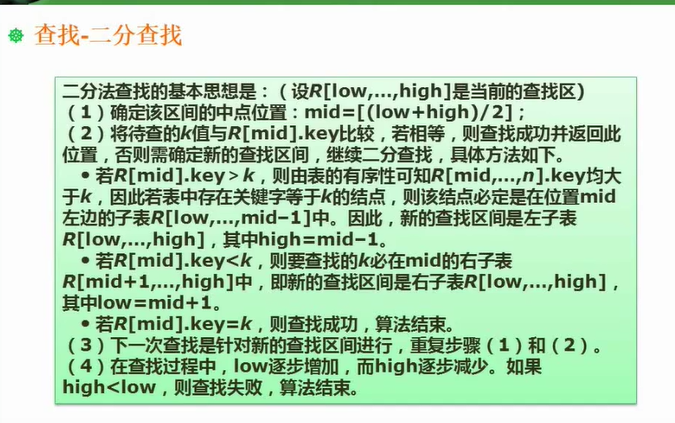 查找-二分查找
二分法查找的基本思想是：（设R[low,…,high]是当前的查找区）
（1）确定该区间的中点位置：mid=[(low+high)/2]；
（2）将待查的k值与R[mid].key比较，若相等，则查找成功并返回此
位置，否则需确定新的查找区间，继续二分查找，具体方法如下。
•若R[mid].key＞k，则由表的有序性可知R[mid,…,n].key均大
于k，因此若表中存在关键字等于k的结点，则该结点必定是在位置mid
左边的子表R[low,…,mid−1]中。因此，新的查找区间是左子表
R[low,…,high]，其中high=mid−1。
•若R[mid].key<k，则要查找的k必在mid的右子表
R[mid+1,…,high]中，即新的查找区间是右子表R[low,…,high]，
其中low=mid+1。
•若R[mid].key=k，则查找成功，算法结束。
（3）下一次查找是针对新的查找区间进行，重复步骤（1）和（2）。
（4）在查找过程中，low逐步增加，而high逐步减少。如果
high<low，则查找失败，算法结束。